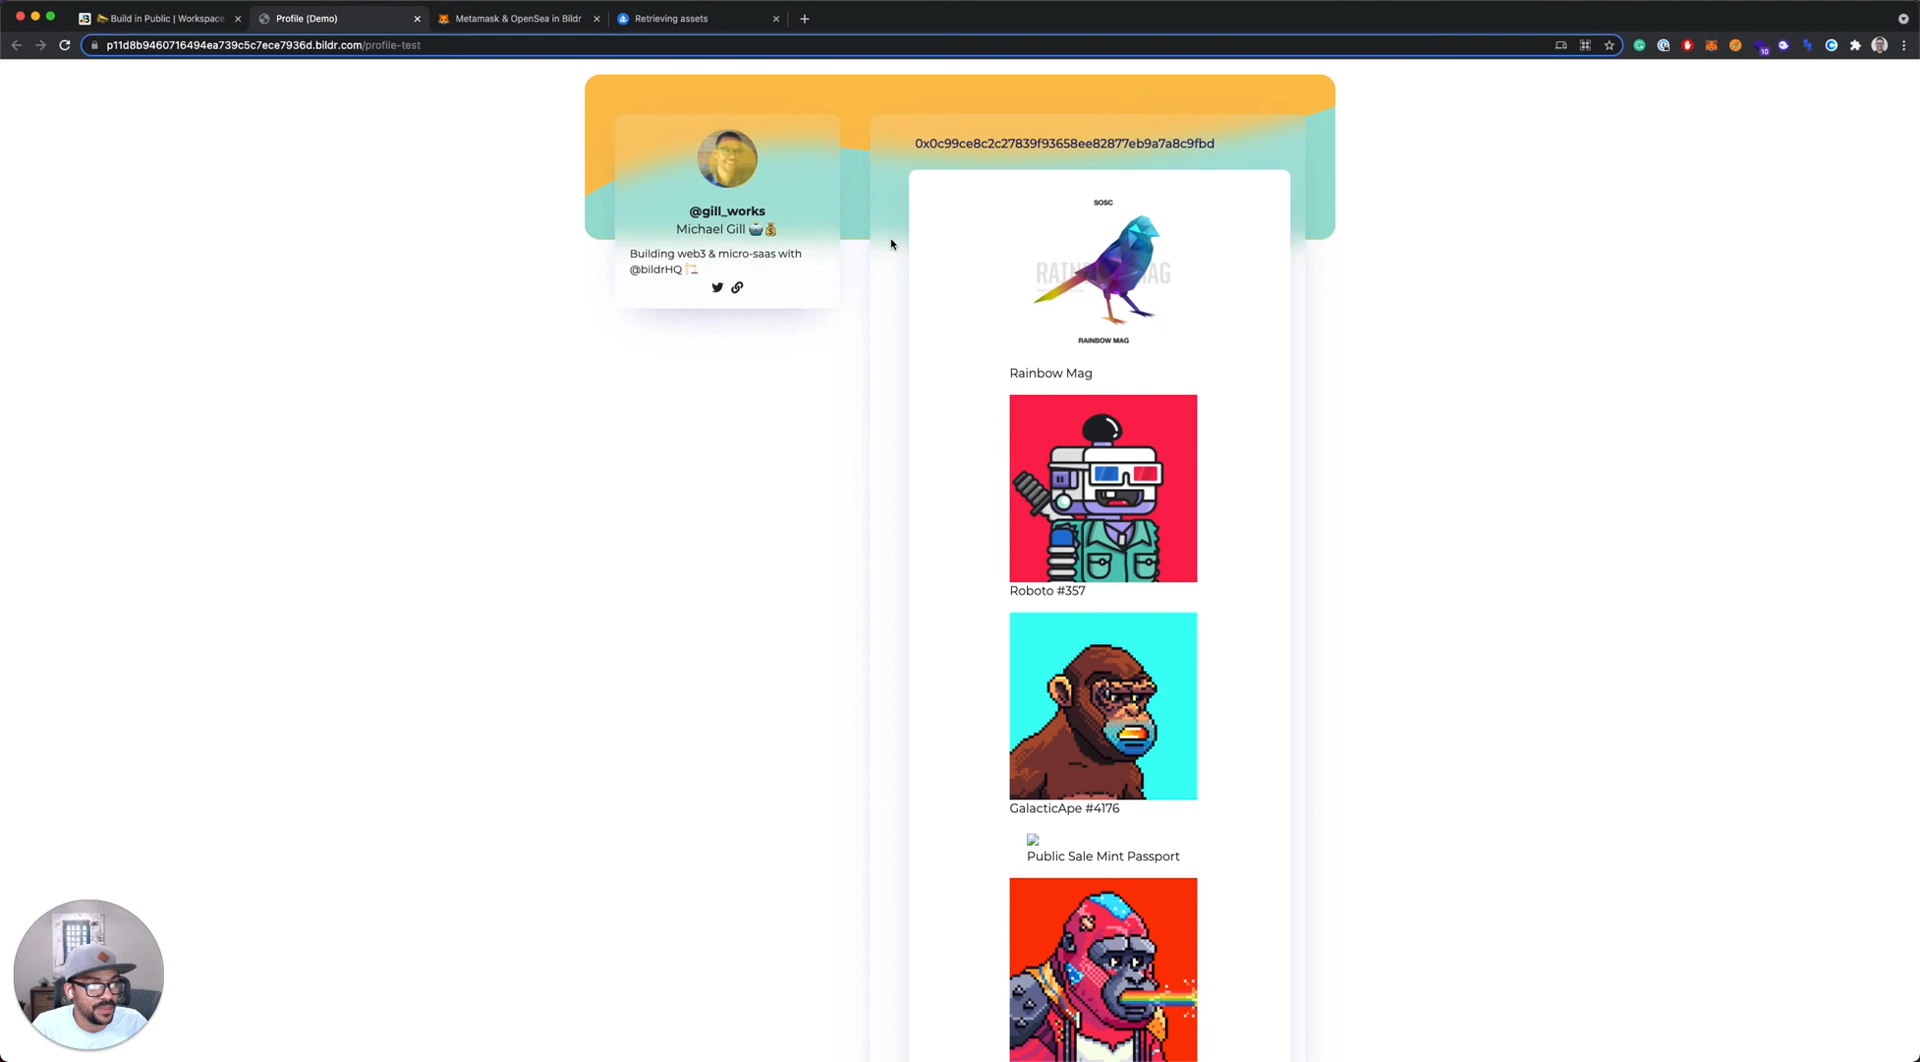 Build in Public | Workspace
Profile (Demo)
Metamask & OpenSea in Bildr
Retrieving assets
p11d8b9460716494ea739c5c7ece7936d.bildr.com/profile-test
10
@gill_works
Michael Gill
Building web3 & micro-saas with
@bildrHQ
0x0c99ce8c2c27839f93658ee82877eb9a7a8c9fbd
SOSC
RAINBOW MAG
Rainbow Mag
Roboto #357
GalacticApe #4176
Public Sale Mint Passport